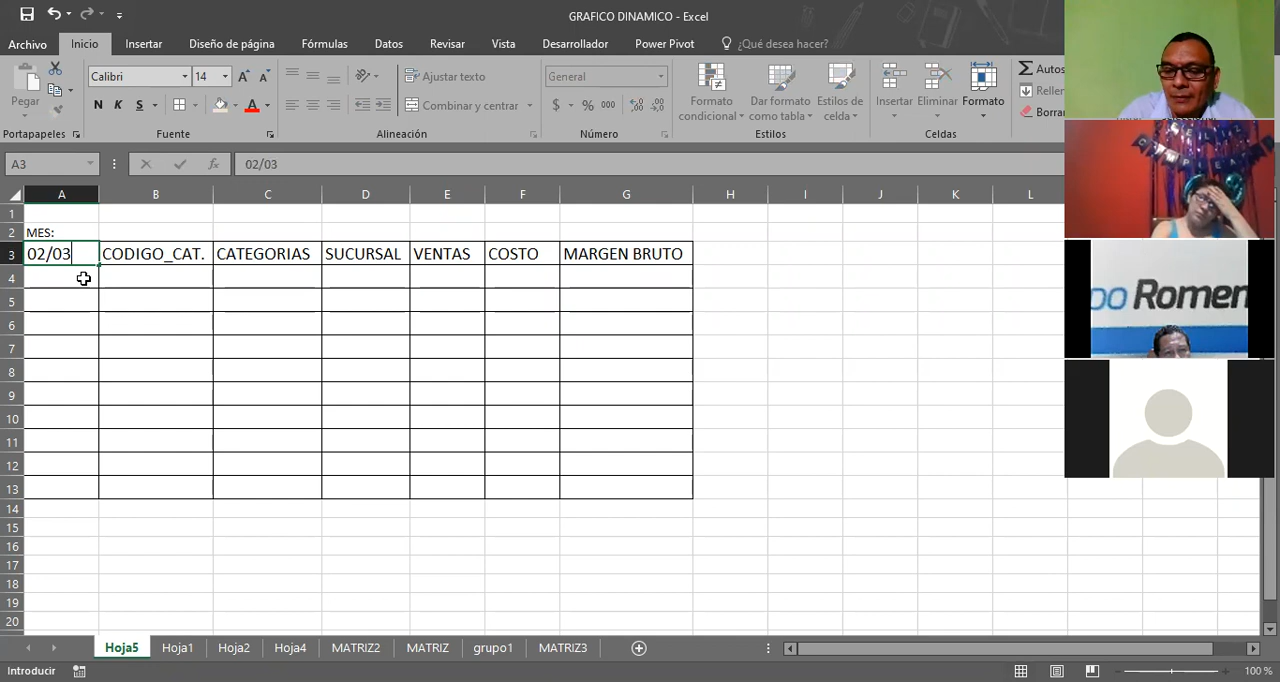 GRAFICO DINAMICO - Excel
Archivo Inicio Insertar Diseño de página Fórmulas Datos Revisar Vista Desarrollador Power Pivot ¿Qué desea hacer?
Pegar
Calibri 14
N K S
Ajustar texto
Combinar y centrar
General
$ % 000
Formato condicional
Dar formato como tabla
Estilos de celda
Insertar Eliminar Formato
Autos
Reller
Borra
Portapapeles Fuente Alineación Número Estilos Celdas
A3 fx 02/03
A B C D E F G H I J K L
1
2 MES:
3 02/03 CODIGO_CAT. CATEGORIAS SUCURSAL VENTAS COSTO MARGEN BRUTO
4
5
6
7
8
9
10
11
12
13
14
15
16
17
18
19
20
Hoja5 Hoja1 Hoja2 Hoja4 MATRIZ2 MATRIZ grupo1 MATRIZ3
Introducir 100 %
po Romen